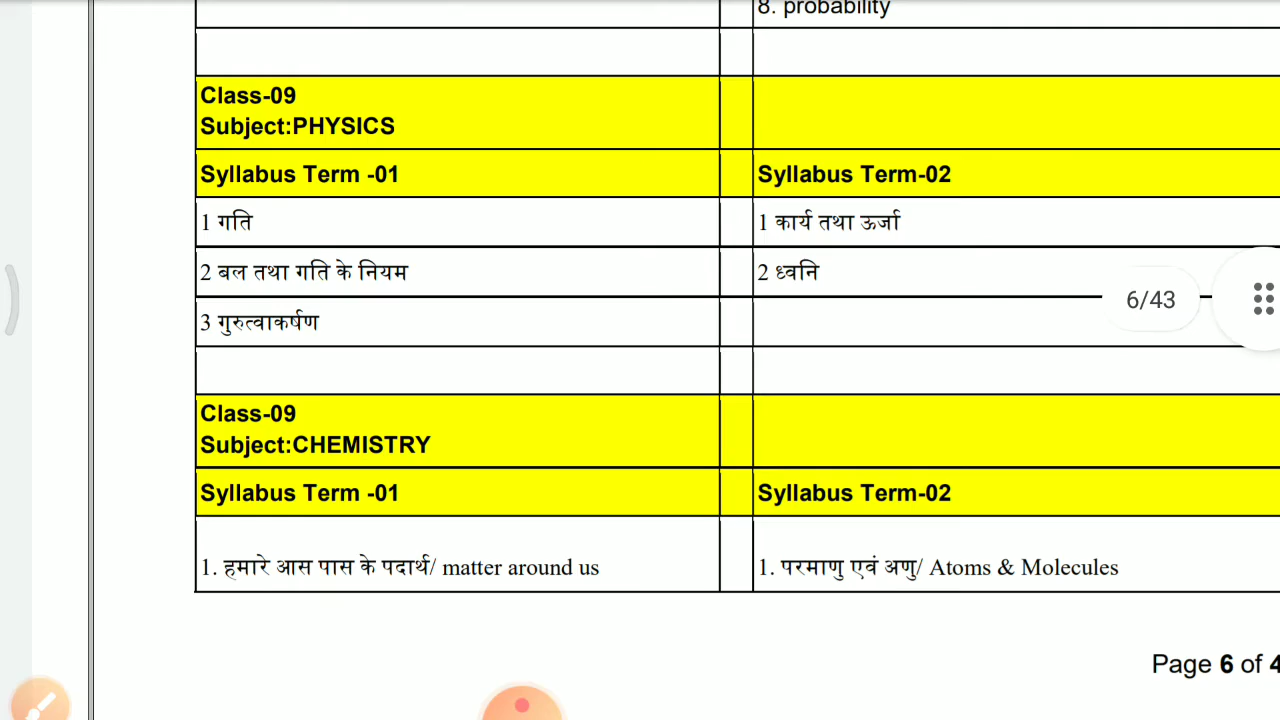 8. probability
Class-09
Subject:PHYSICS
Syllabus Term -01
Syllabus Term-02
1 गति
1 कार्य तथा ऊर्जा
2 बल तथा गति के नियम
2 ध्वनि
6/43
3 गुरुत्वाकर्षण
Class-09
Subject:CHEMISTRY
Syllabus Term -01
Syllabus Term-02
1. हमारे आस पास के पदार्थ/ matter around us
1. परमाणु एवं अणु/ Atoms & Molecules
Page 6 of 4